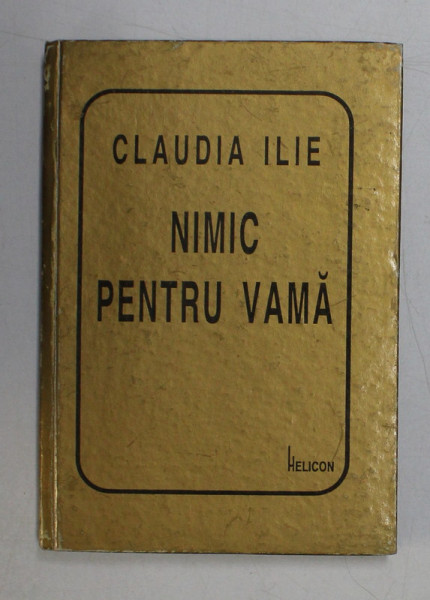 CLAUDIA ILIE
NIMIC
PENTRU VAMĂ
HELICON